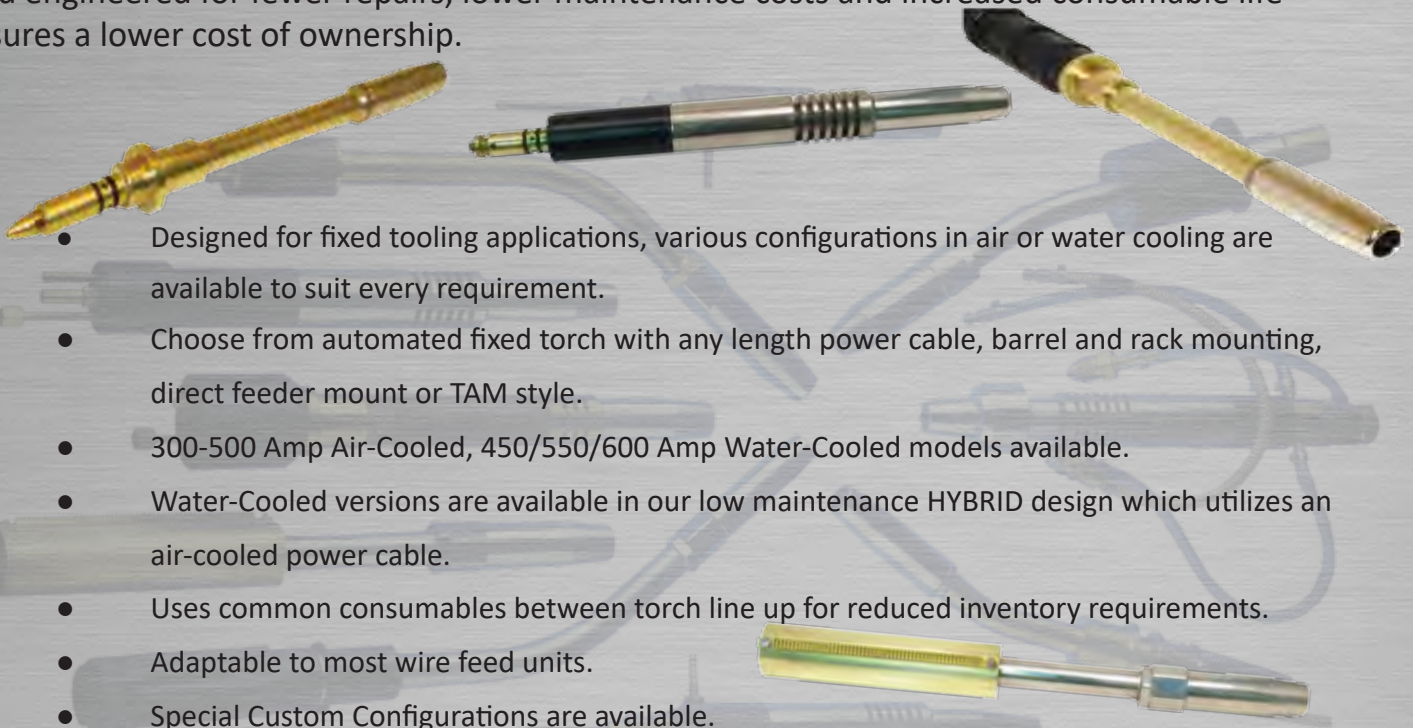 engineered for fewer repairs, lower maintenance costs and increased consumable life
sures a lower cost of ownership.
● Designed for fixed tooling applications, various configurations in air or water cooling are
available to suit every requirement.
● Choose from automated fixed torch with any length power cable, barrel and rack mounting,
direct feeder mount or TAM style.
● 300-500 Amp Air-Cooled, 450/550/600 Amp Water-Cooled models available.
● Water-Cooled versions are available in our low maintenance HYBRID design which utilizes an
air-cooled power cable.
● Uses common consumables between torch line up for reduced inventory requirements.
● Adaptable to most wire feed units.
● Special Custom Configurations are available.